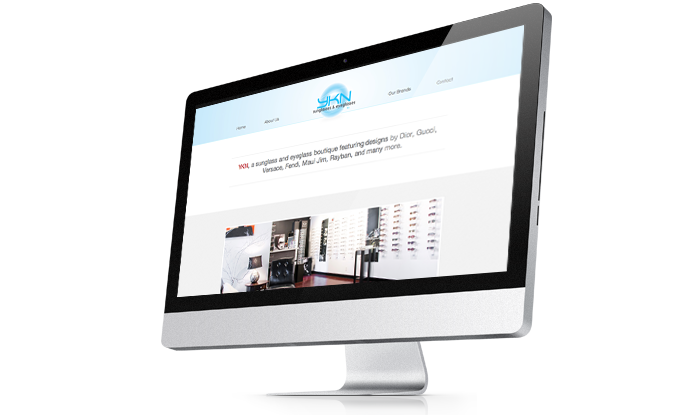 Home
About Us
YKN
sunglasses & eyeglasses
Our Brands
Contact
YKN, a sunglass and eyeglass boutique featuring designs by Dior, Gucci,
Versace, Fendi, Maui Jim, Rayban, and many more.